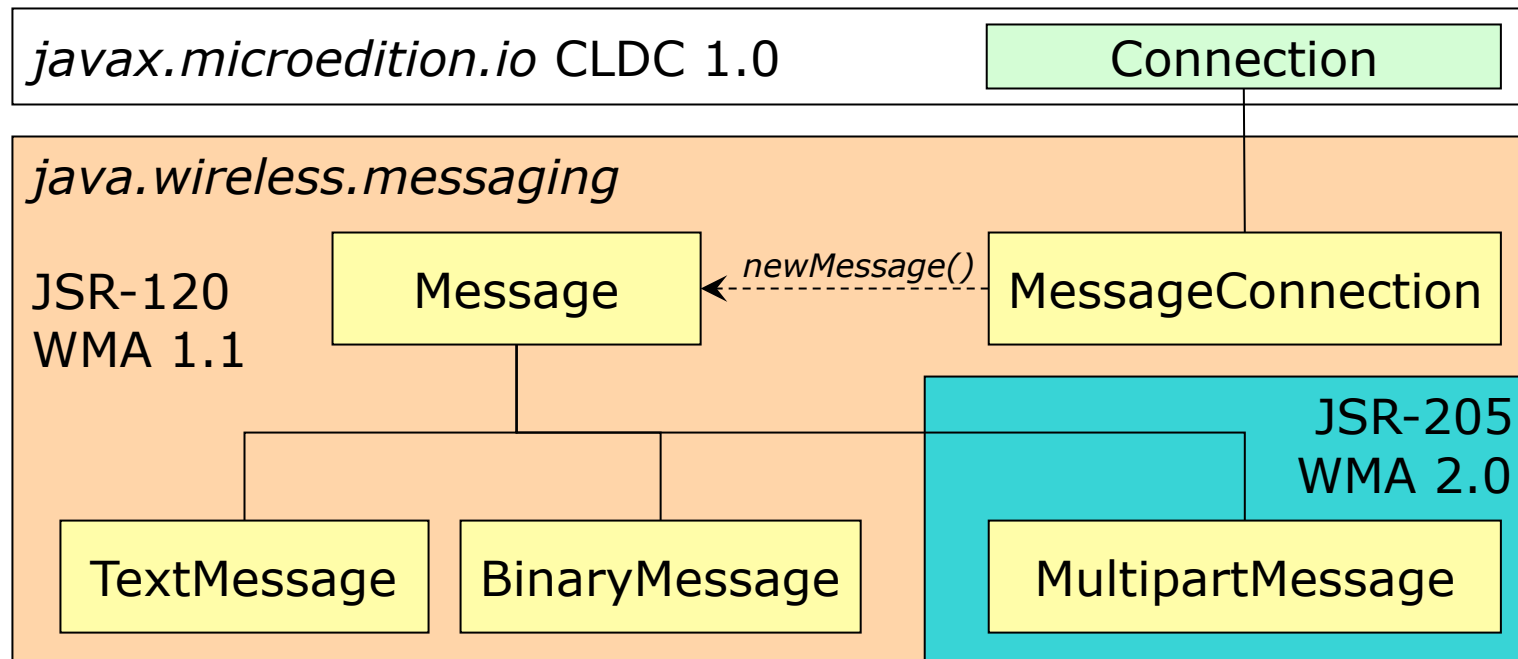 javax.microedition.io CLDC 1.0
Connection
java.wireless.messaging
JSR-120
WMA 1.1
Message
newMessage()
MessageConnection
JSR-205
WMA 2.0
TextMessage
BinaryMessage
MultipartMessage